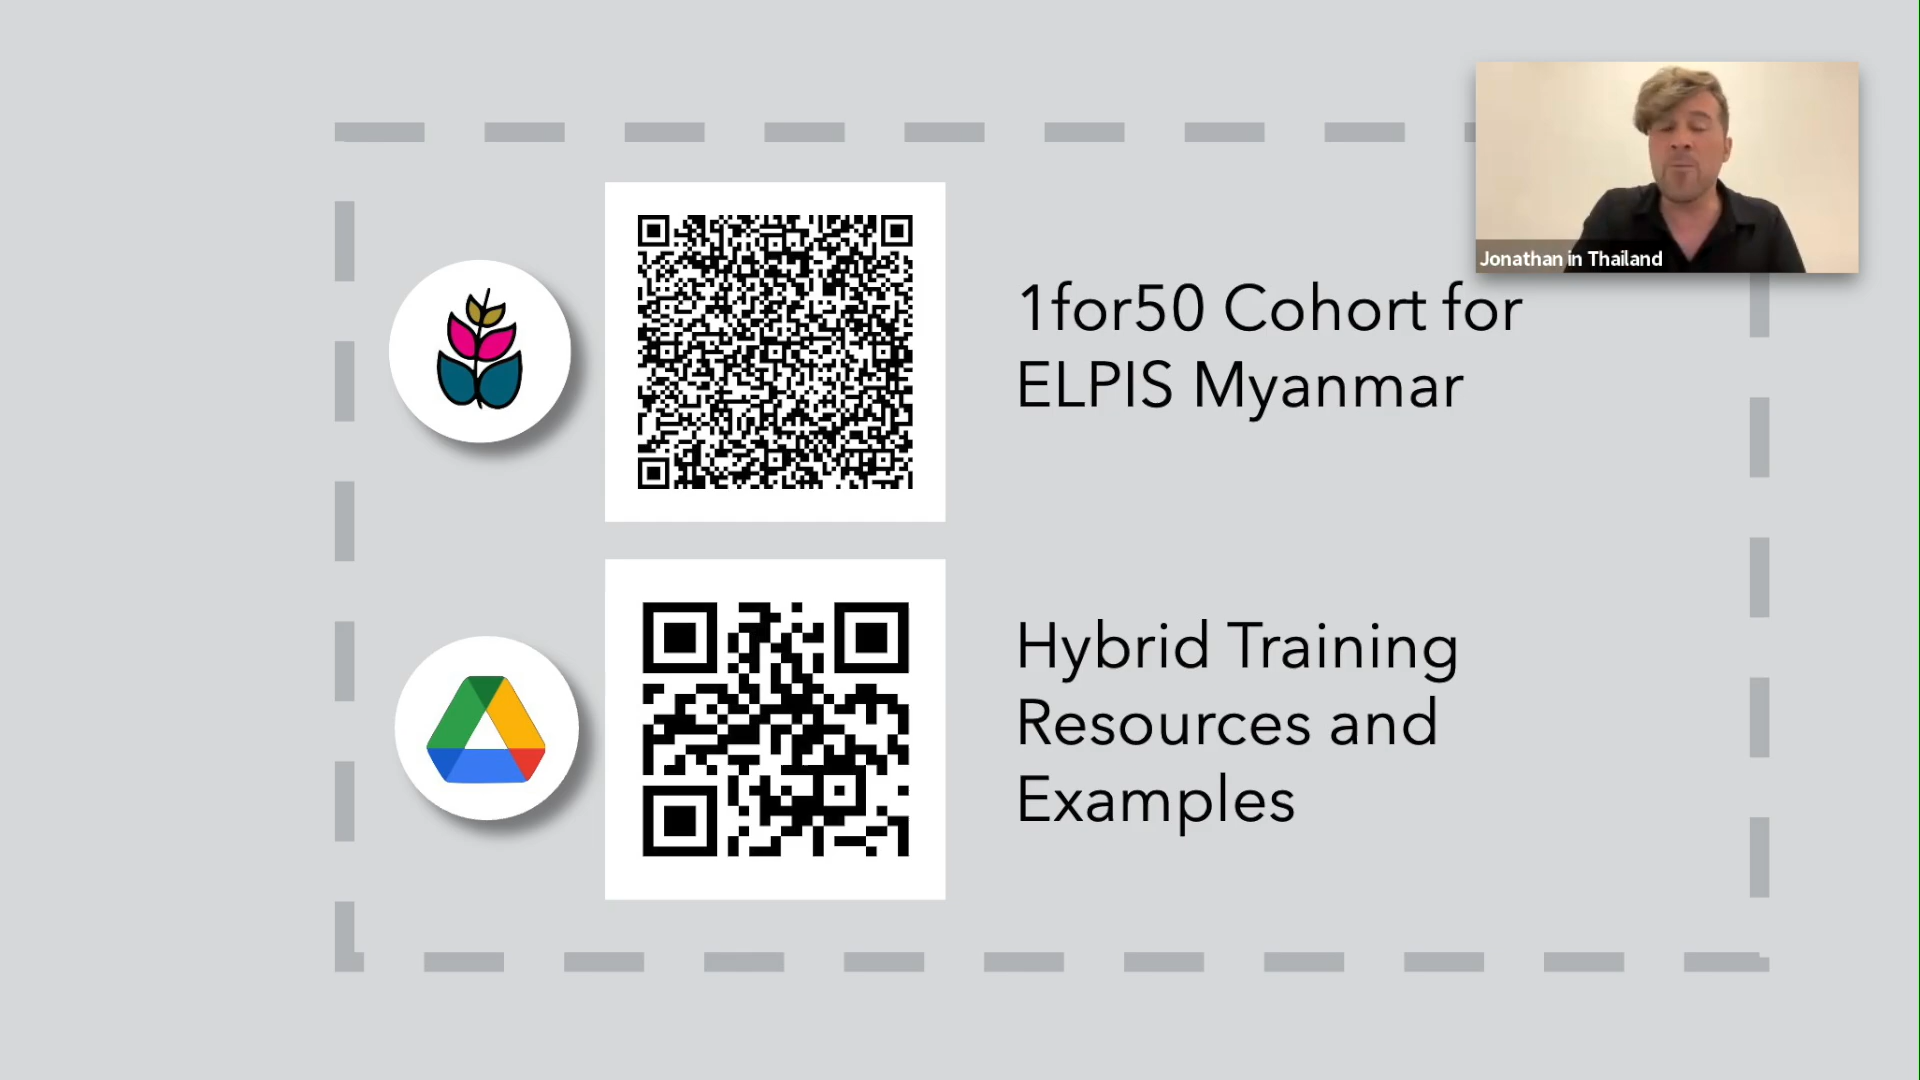 Jonathan in Thailand
1for50 Cohort for
ELPIS Myanmar
Hybrid Training
Resources and
Examples